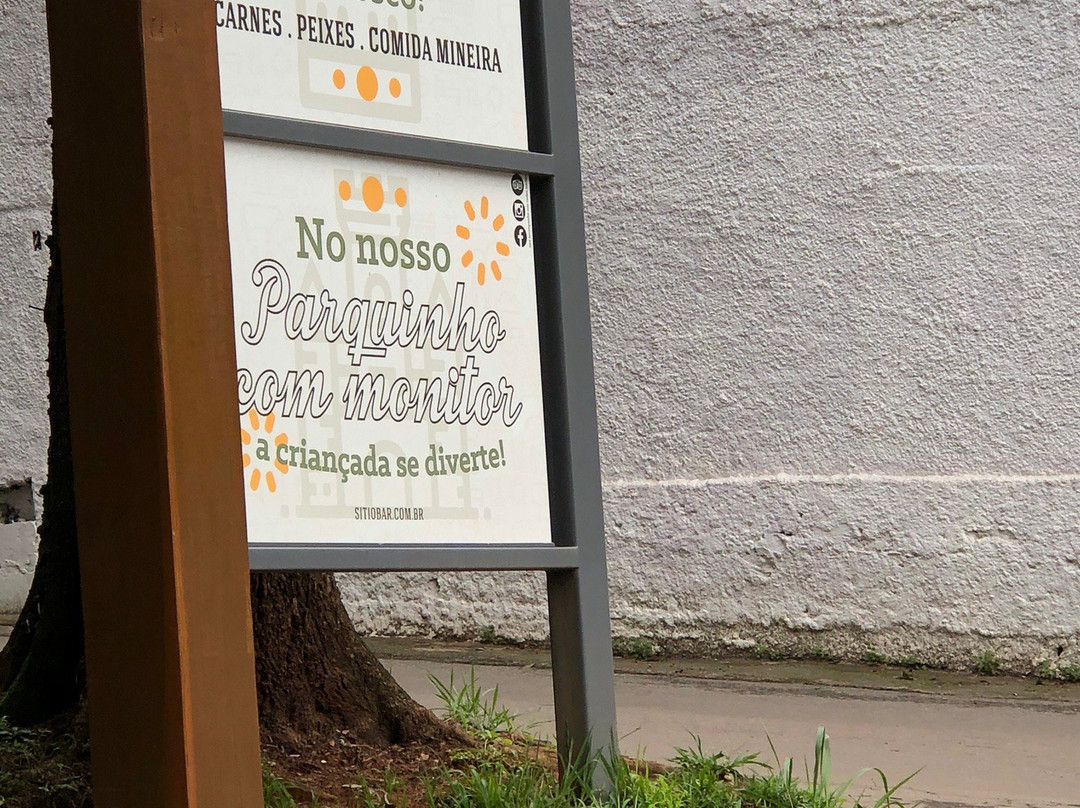 CARNES . PEIXES . COMIDA MINEIRA
No nosso
Parquinho
com monitor
a criançada se diverte!
SITIOBAR.COM.BR